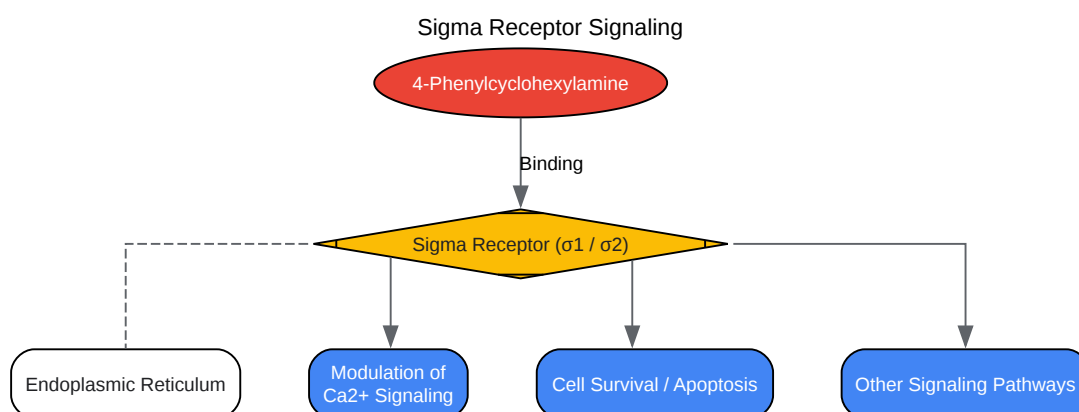 Sigma Receptor Signaling
4-Phenylcyclohexylamine
Binding
Sigma Receptor (σ1 / σ2)
Endoplasmic Reticulum
Modulation of
Ca2+ Signaling
Cell Survival / Apoptosis
Other Signaling Pathways